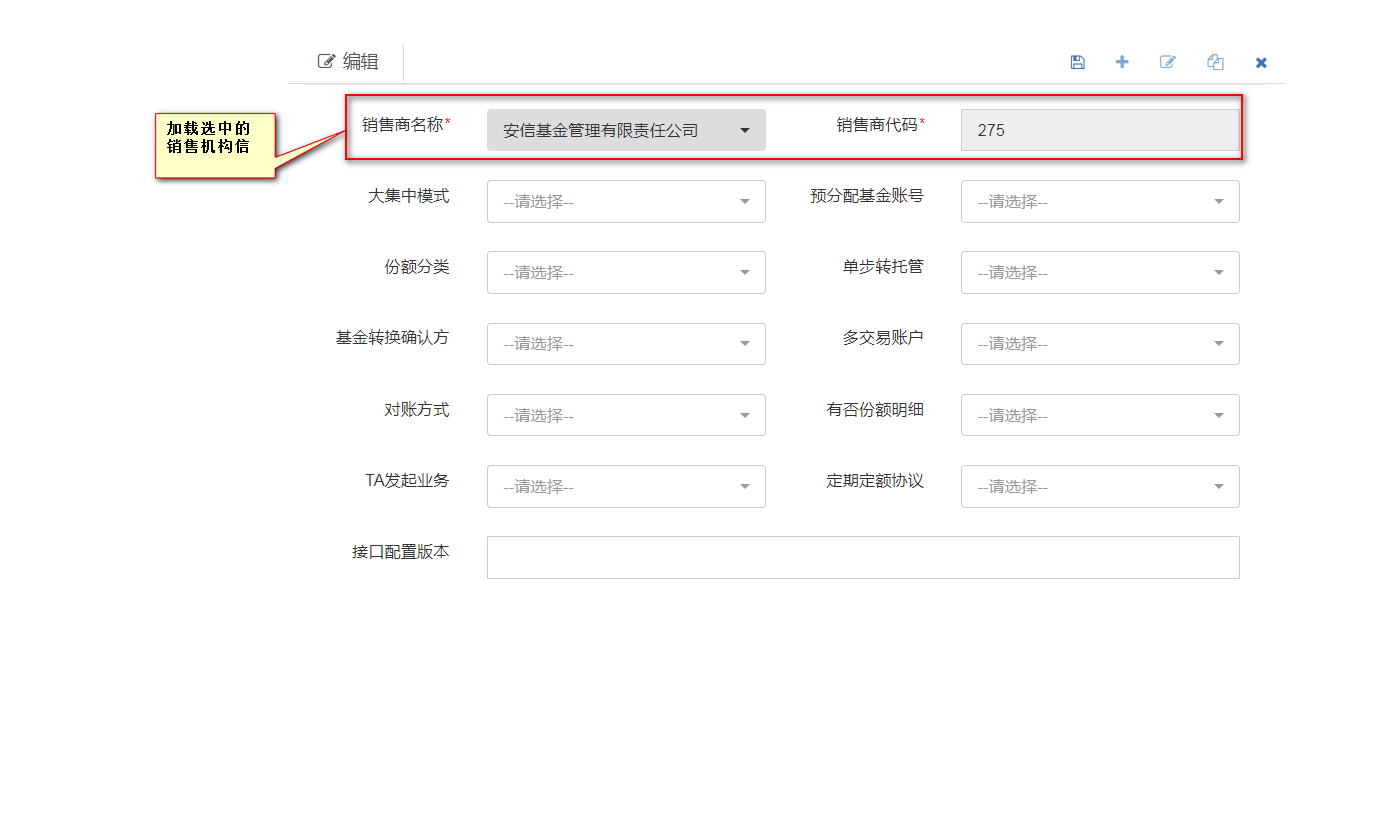 编辑
加载选中的
销售机构信
销售商名称* 安信基金管理有限责任公司 销售商代码* 275
大集中模式 --请选择-- 预分配基金账号 --请选择--
份额分类 --请选择-- 单步转托管 --请选择--
基金转换确认方 --请选择-- 多交易账户 --请选择--
对账方式 --请选择-- 有否份额明细 --请选择--
TA发起业务 --请选择-- 定期定额协议 --请选择--
接口配置版本